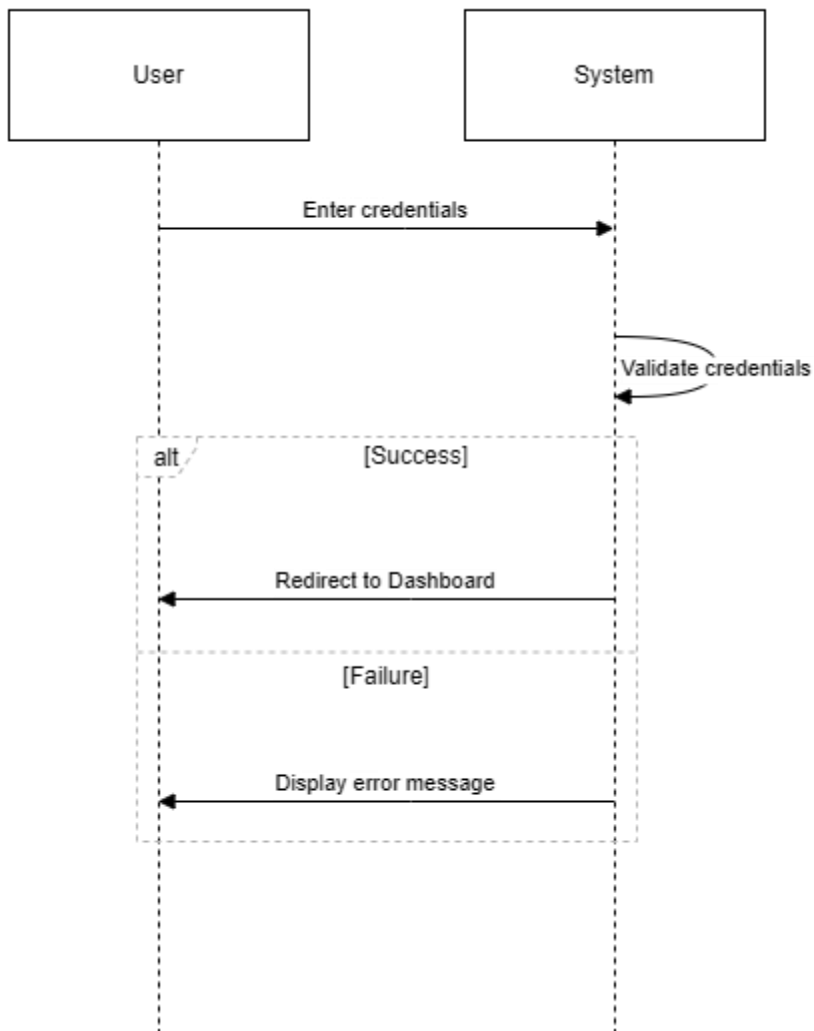 User
System
Enter credentials
Validate credentials
alt
[Success]
Redirect to Dashboard
[Failure]
Display error message